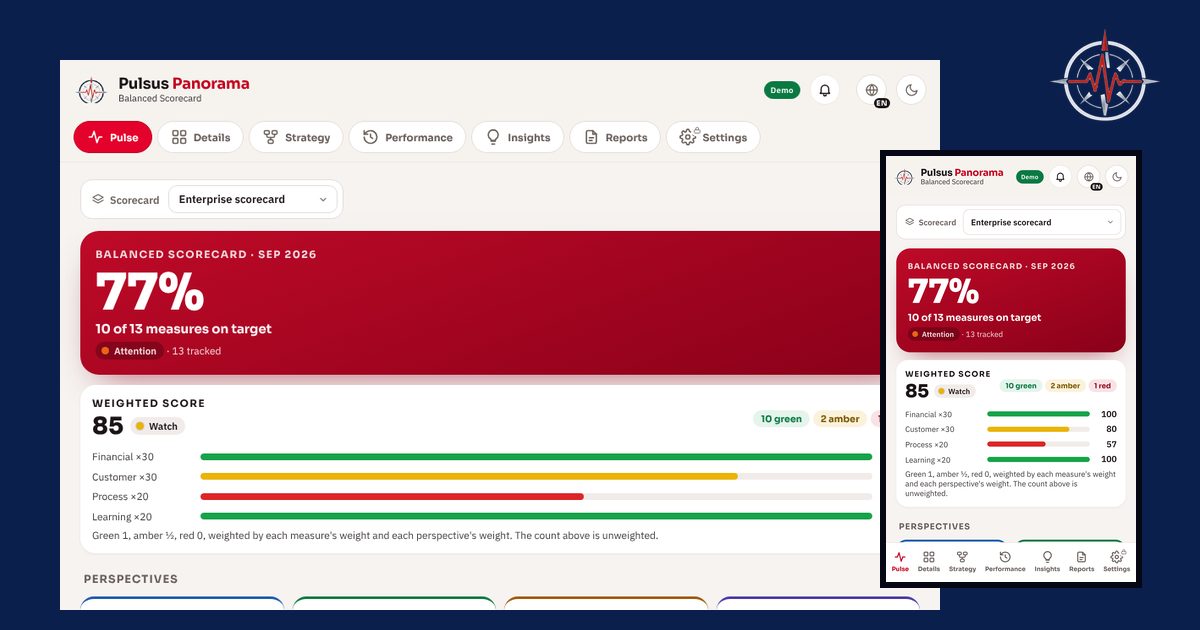 Pulsus Panorama
Balanced Scorecard
Demo
EN
Pulse
Details
Strategy
Performance
Insights
Reports
Settings
Scorecard
Enterprise scorecard
BALANCED SCORECARD · SEP 2026
77%
10 of 13 measures on target
Attention · 13 tracked
WEIGHTED SCORE
85 Watch
10 green
2 amber
Financial ×30
Customer ×30
Process ×20
Learning ×20
Green 1, amber ½, red 0, weighted by each measure's weight and each perspective's weight. The count above is unweighted.
PERSPECTIVES
Pulsus Panorama
Balanced Scorecard
Demo
EN
Scorecard
Enterprise scorecard
BALANCED SCORECARD · SEP 2026
77%
10 of 13 measures on target
Attention · 13 tracked
WEIGHTED SCORE
85 Watch
10 green
2 amber
1 red
Financial ×30 100
Customer ×30 80
Process ×20 57
Learning ×20 100
Green 1, amber ½, red 0, weighted by each measure's weight
and each perspective's weight. The count above is
unweighted.
PERSPECTIVES
Pulse
Details
Strategy
Performance
Insights
Reports
Settings